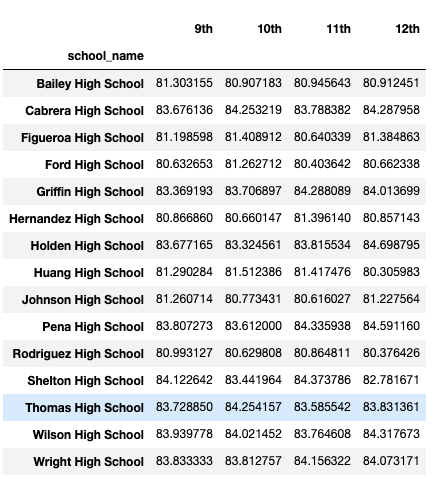 9th 10th 11th 12th
school_name
Bailey High School 81.303155 80.907183 80.945643 80.912451
Cabrera High School 83.676136 84.253219 83.788382 84.287958
Figueroa High School 81.198598 81.408912 80.640339 81.384863
Ford High School 80.632653 81.262712 80.403642 80.662338
Griffin High School 83.369193 83.706897 84.288089 84.013699
Hernandez High School 80.866860 80.660147 81.396140 80.857143
Holden High School 83.677165 83.324561 83.815534 84.698795
Huang High School 81.290284 81.512386 81.417476 80.305983
Johnson High School 81.260714 80.773431 80.616027 81.227564
Pena High School 83.807273 83.612000 84.335938 84.591160
Rodriguez High School 80.993127 80.629808 80.864811 80.376426
Shelton High School 84.122642 83.441964 84.373786 82.781671
Thomas High School 83.728850 84.254157 83.585542 83.831361
Wilson High School 83.939778 84.021452 83.764608 84.317673
Wright High School 83.833333 83.812757 84.156322 84.073171